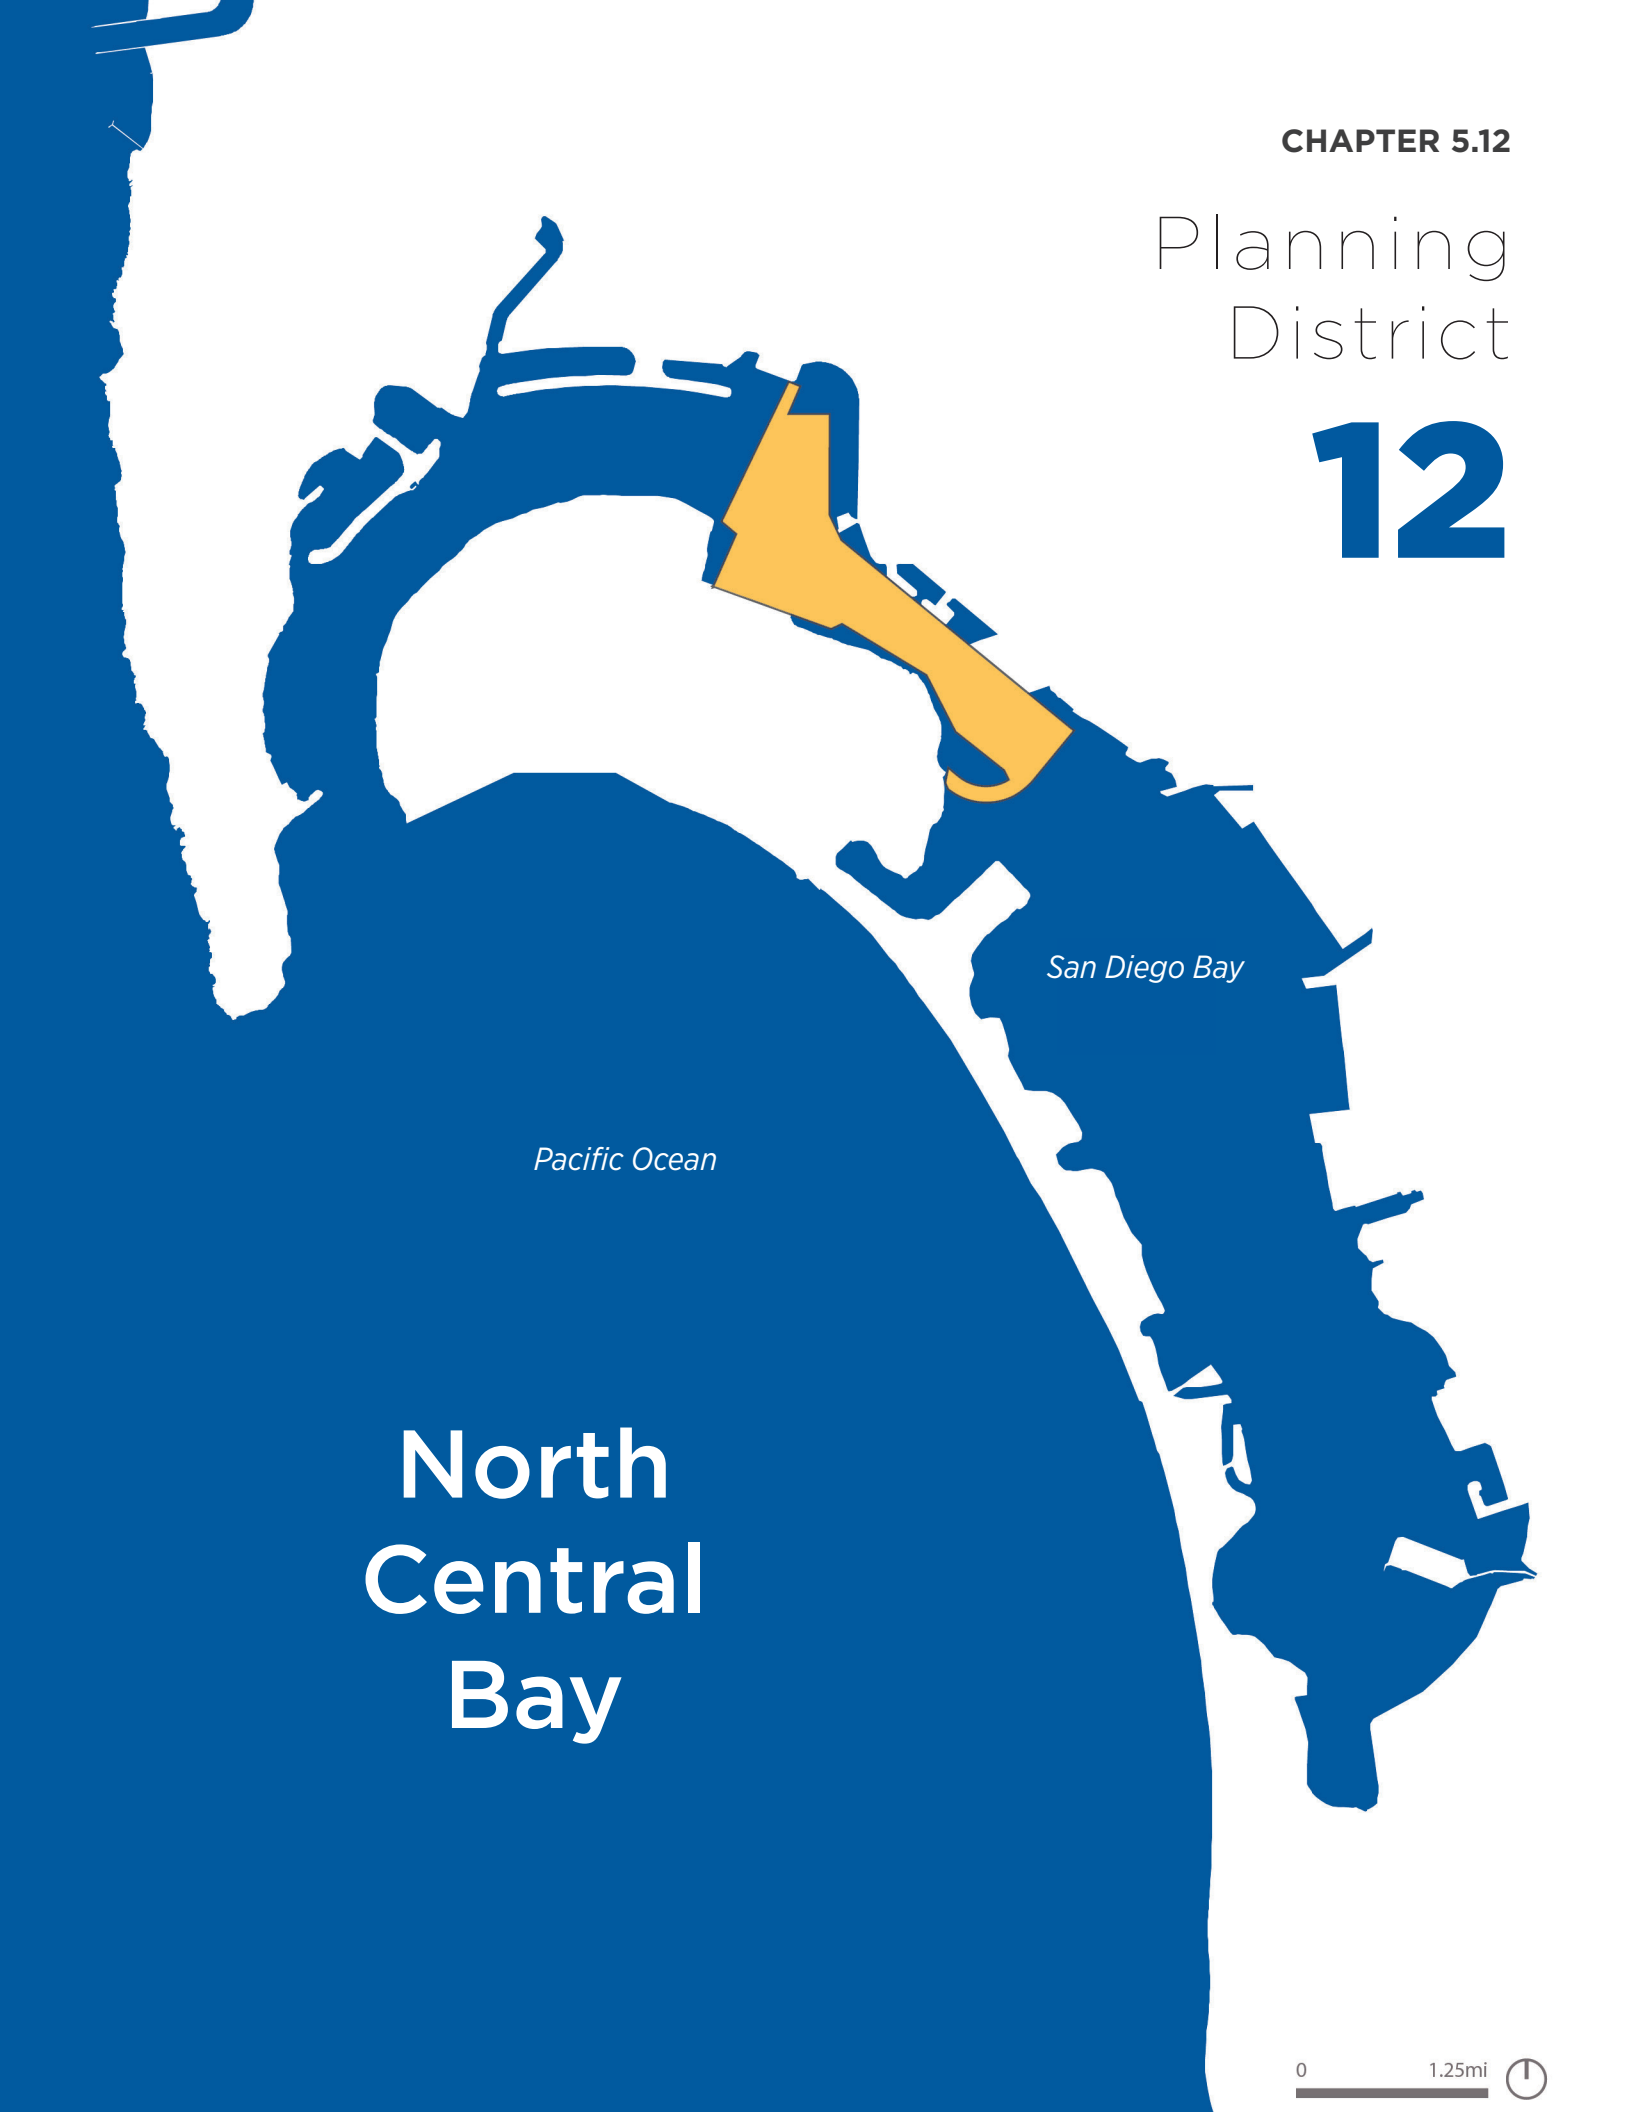 CHAPTER 5.12
Planning
District
12
San Diego Bay
Pacific Ocean
North
Central
Bay
0 1.25mi